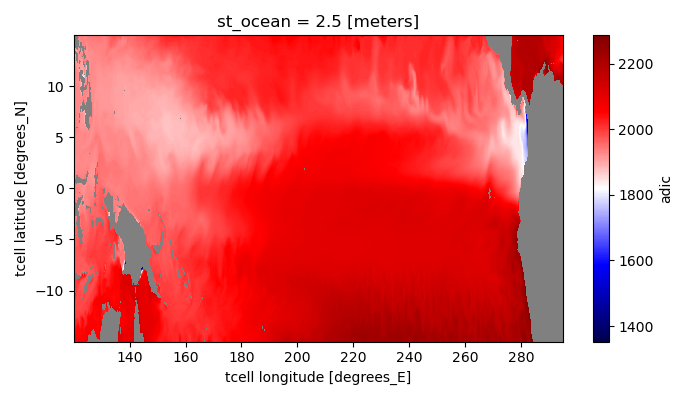 st_ocean = 2.5 [meters]
tcell latitude [degrees_N]
10
5
0
−5
−10
140 160 180 200 220 240 260 280
tcell longitude [degrees_E]
2200
2000
1800
1600
1400
adic